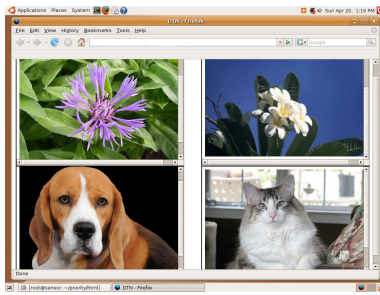 Applications Places System
Sun Apr 20, 1:16 PM
DTN - Firefox
File Edit View History Bookmarks Tools Help
Google
Done
[root@sensor: ~/priority/html]
DTN - Firefox